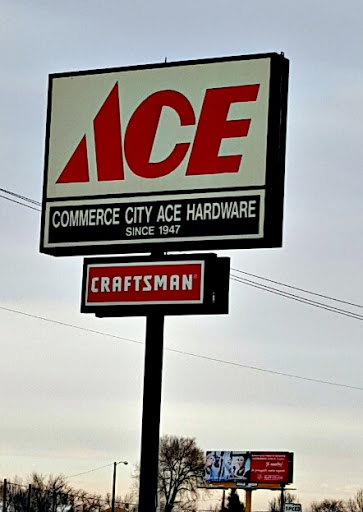 ACE
COMMERCE CITY ACE HARDWARE
SINCE 1947
CRAFTSMAN®